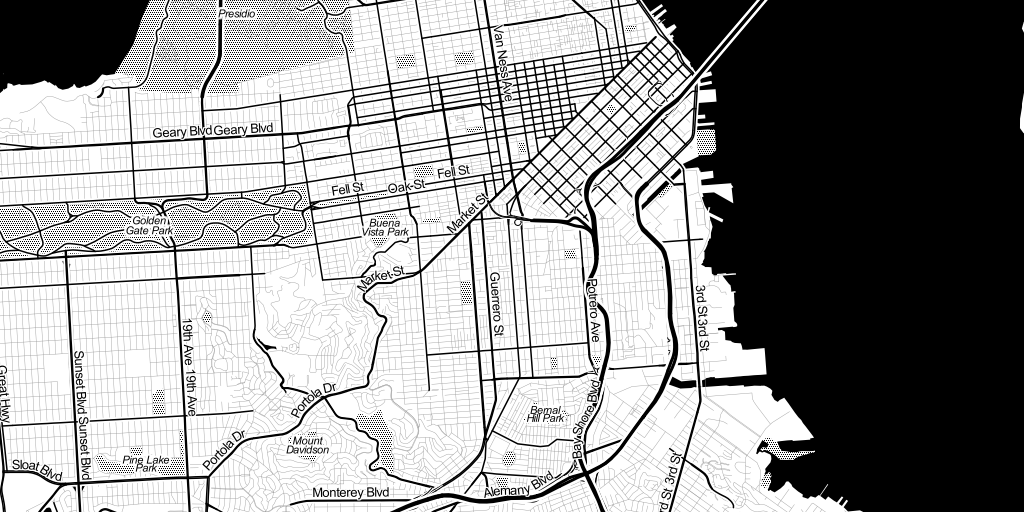 Presidio
Van Ness Ave
Geary Blvd
Geary Blvd
Fell St
Fell St
Oak St
Golden
Gate Park
Buena
Vista Park
Market St
Market St
Guerrero St
Potrero Ave
3rd St
3rd St
19th Ave
19th Ave
Sunset Blvd
Sunset Blvd
Great Hwy
Portola Dr
Portola Dr
Bernal
Hill Park
Bay Shore Blvd
Mount
Davidson
Pine Lake
Park
Sloat Blvd
Monterey Blvd
Alemany Blvd
3rd St
rd St